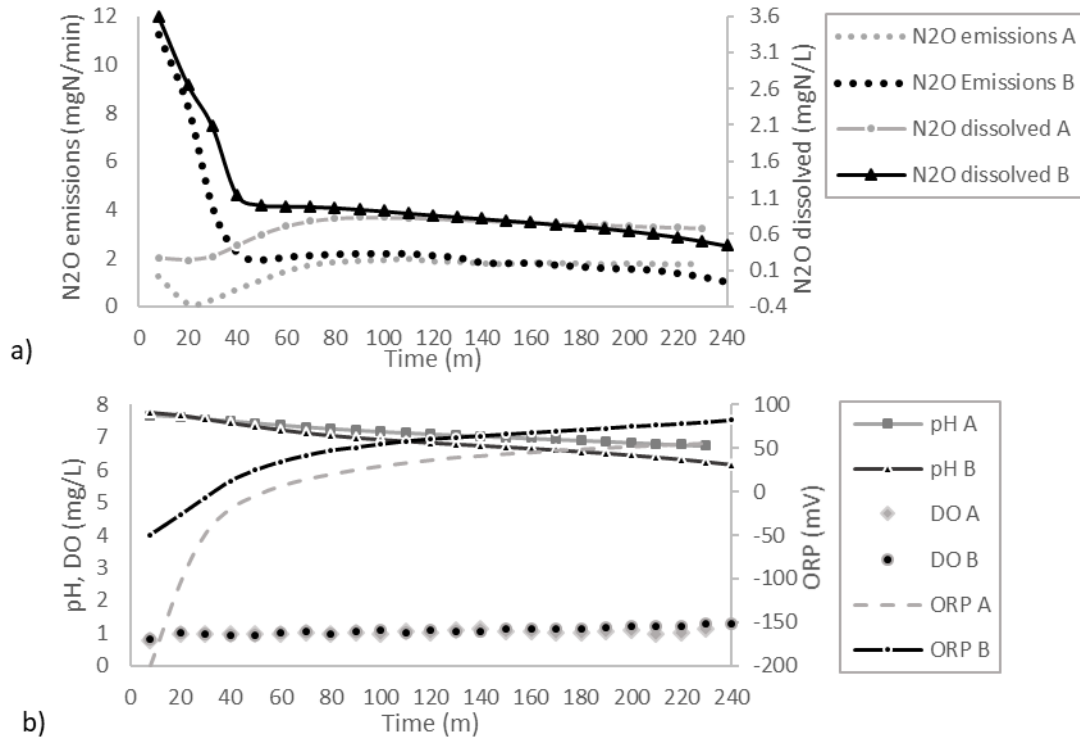 N2O emissions (mgN/min)
12
10
8
6
4
2
0
3.6
3.1
2.6
2.1
1.6
1.1
0.6
0.1
-0.4
N2O dissolved (mgN/L)
0 20 40 60 80 100 120 140 160 180 200 220 240
Time (m)
N2O emissions A
N2O Emissions B
N2O dissolved A
N2O dissolved B
a)
pH, DO (mg/L)
8
7
6
5
4
3
2
1
0
100
50
0
-50
-100
-150
-200
ORP (mV)
0 20 40 60 80 100 120 140 160 180 200 220 240
Time (m)
pH A
pH B
DO A
DO B
ORP A
ORP B
b)